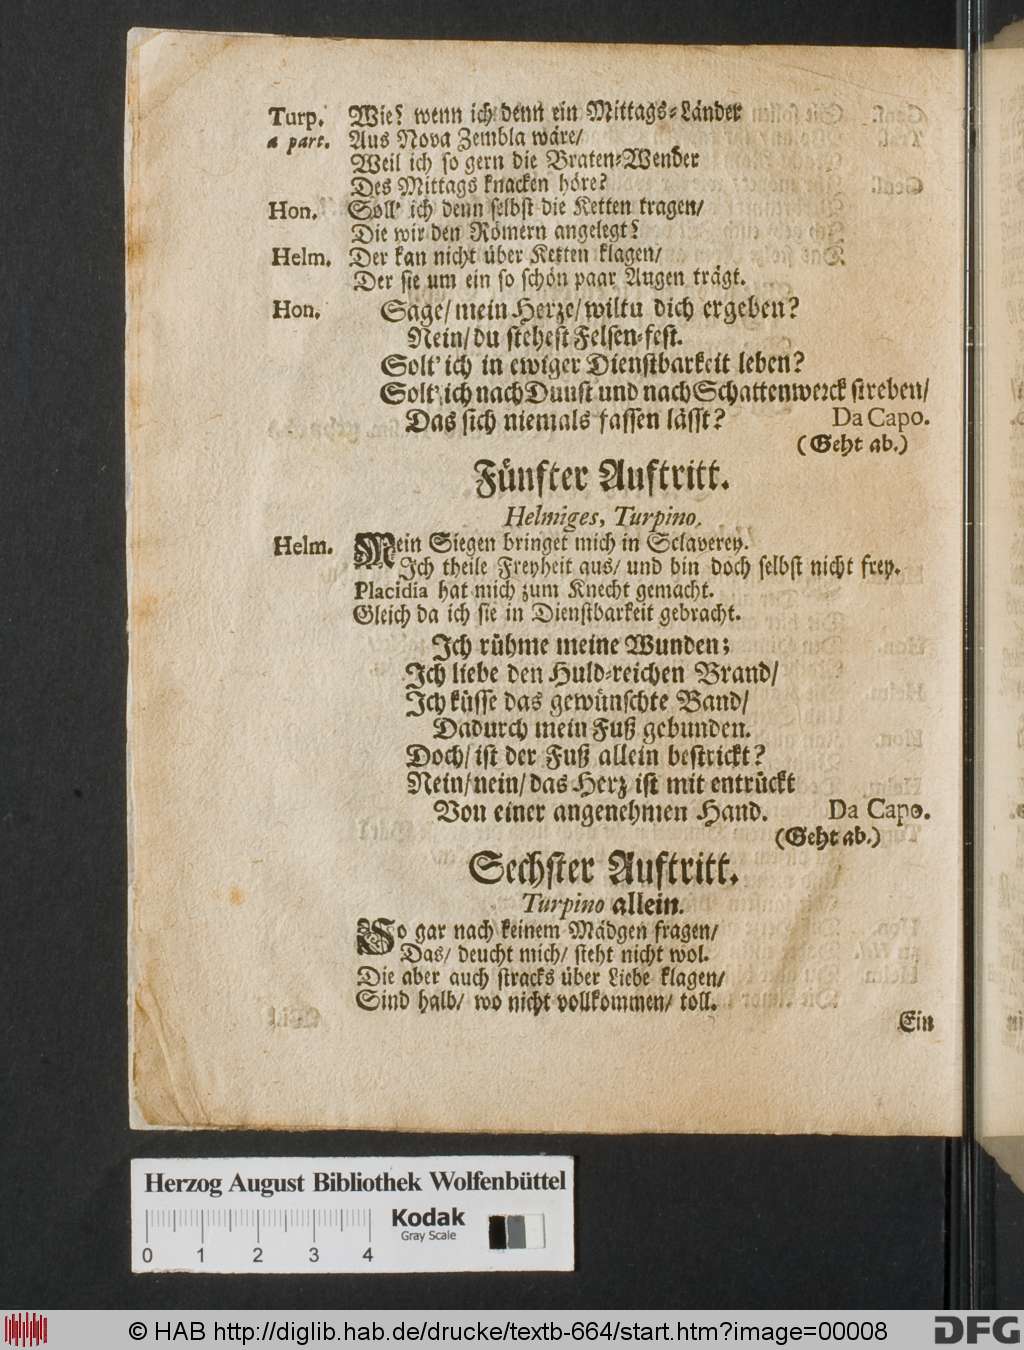 Turp. Wie? wenn ich denn ein Mittags-Länder
a part. Aus Nova Zembla wäre/
Weil ich so gern die Braten-Wender
Des Mittags knacken höre?
Hon. Soll' ich denn selbst die Ketten tragen/
Die wir den Römern angelegt?
Helm. Der kan nicht über Ketten klagen/
Der sie um ein so schön paar Augen trägt.
Hon. Sage/ mein Herze/ wiltu dich ergeben?
Nein/ du stehest Felsen-fest.
Solt' ich in ewiger Dienstbarkeit leben?
Solt' ich nach Dunst und nach Schattenwerck streben/
Das sich niemals fassen lässt? Da Capo.
(Geht ab.)
Fünfter Auftritt.
Helmiges, Turpino.
Helm. Mein Siegen bringet mich in Sclaverey.
Ich theile Freyheit aus/ und bin doch selbst nicht frey.
Placidia hat mich zum Knecht gemacht.
Gleich da ich sie in Dienstbarkeit gebracht.
Ich rühme meine Wunden;
Ich liebe den Huld-reichen Brand/
Ich küsse das gewünschte Band/
Dadurch mein Fuß gebunden.
Doch/ ist der Fuß allein bestrickt?
Nein/ nein/ das Herz ist mit entrückt
Von einer angenehmen Hand. Da Capo.
(Geht ab.)
Sechster Auftritt.
Turpino allein.
So gar nach keinem Mädgen fragen/
Das/ deucht mich/ steht nicht wol.
Die aber auch stracks über Liebe klagen/
Sind halb/ wo nicht vollkommen/ toll.
Ein
Herzog August Bibliothek Wolfenbüttel
Kodak
Gray Scale
0 1 2 3 4
© HAB http://diglib.hab.de/drucke/textb-664/start.htm?image=00008
DFG